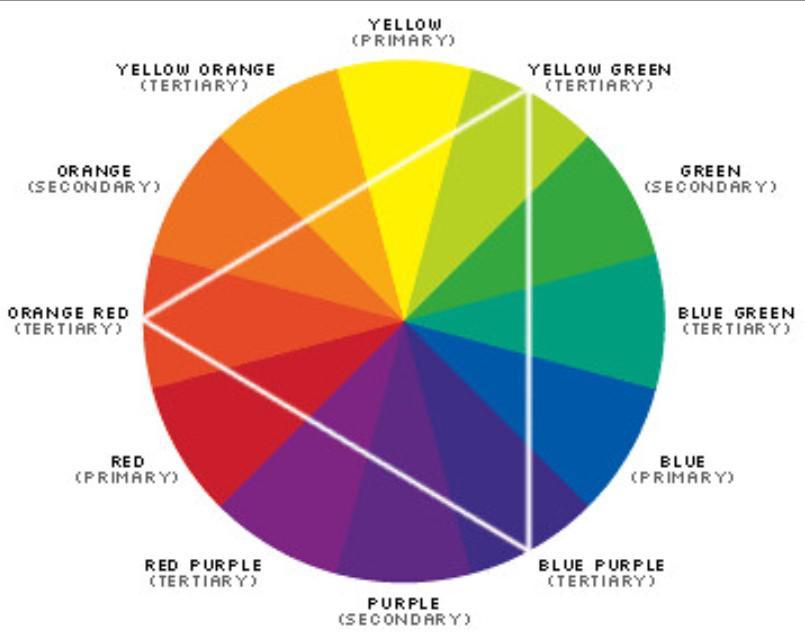 YELLOW
(PRIMARY)
YELLOW ORANGE
(TERTIARY)
YELLOW GREEN
(TERTIARY)
ORANGE
(SECONDARY)
GREEN
(SECONDARY)
ORANGE RED
(TERTIARY)
BLUE GREEN
(TERTIARY)
RED
(PRIMARY)
BLUE
(PRIMARY)
RED PURPLE
(TERTIARY)
BLUE PURPLE
(TERTIARY)
PURPLE
(SECONDARY)